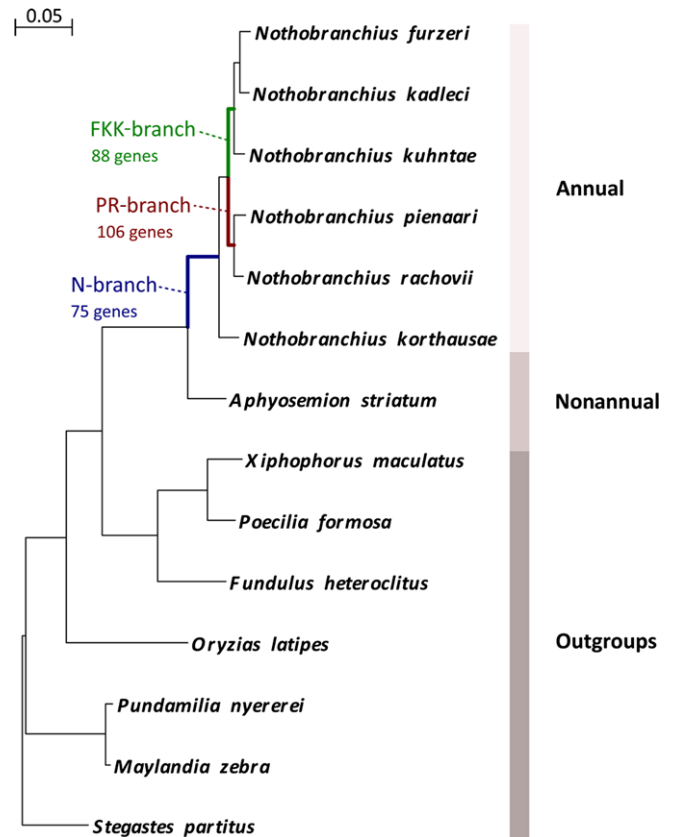 0.05
Nothobranchius furzeri
Nothobranchius kadleci
FKK-branch
88 genes
Nothobranchius kuhntae
Annual
PR-branch
106 genes
Nothobranchius pienaari
Nothobranchius rachovii
N-branch
75 genes
Nothobranchius korthausae
Aphyosemion striatum
Nonannual
Xiphophorus maculatus
Poecilia formosa
Fundulus heteroclitus
Oryzias latipes
Outgroups
Pundamilia nyererei
Maylandia zebra
Stegastes partitus